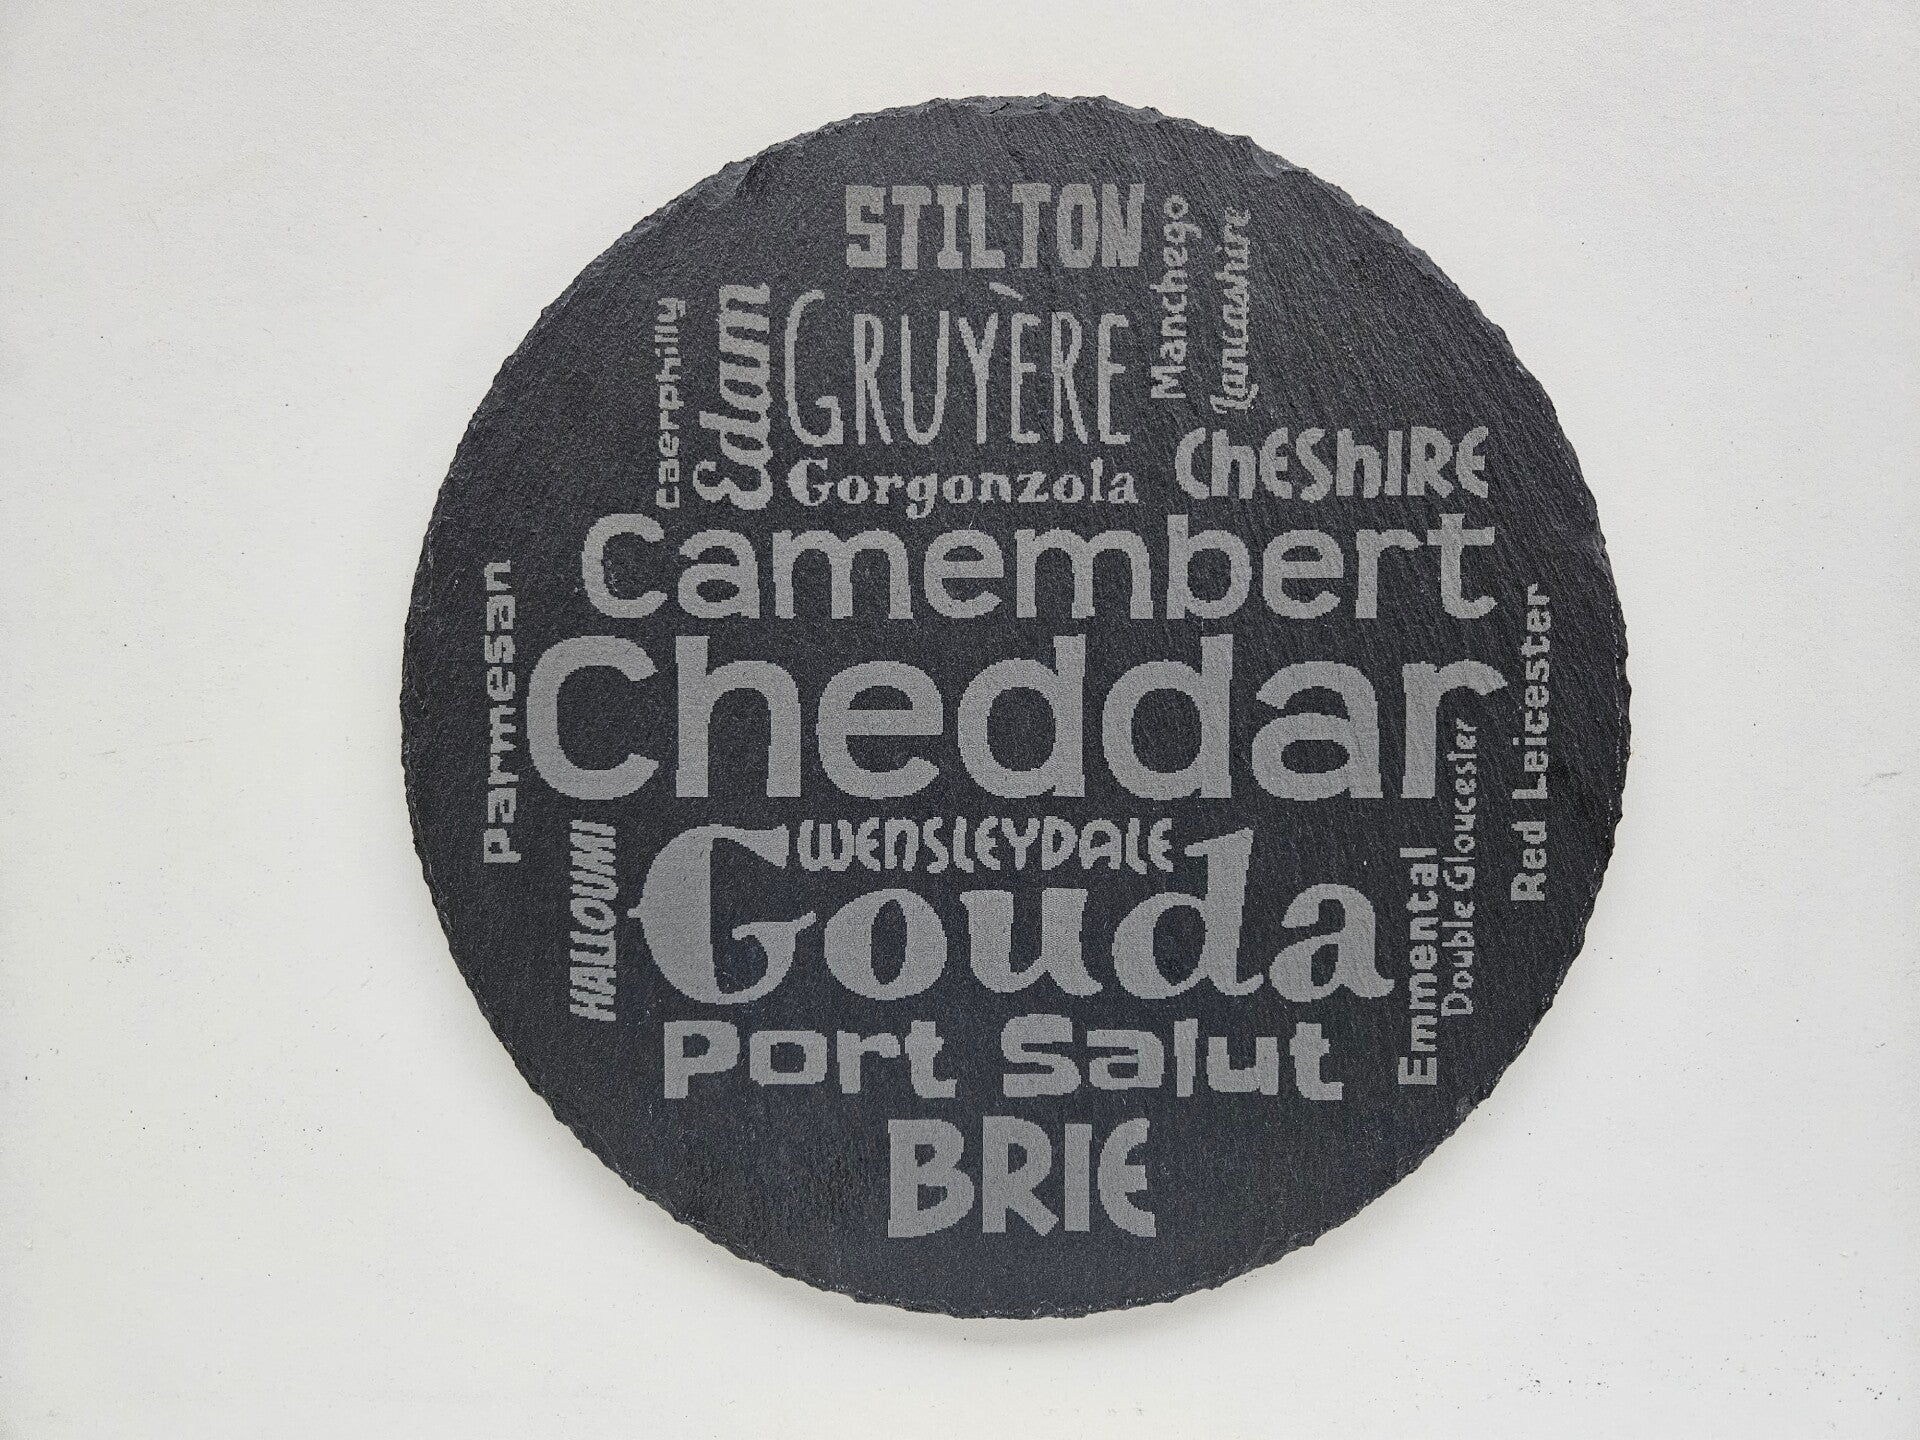 STILTON
Manchego
Lancashire
caerphilly
Edam
GRUYÈRE
Gorgonzola
ChEShIRE
Camembert
Parmesan
Cheddar
Red Leicester
Double Gloucester
HALLOUMI
WENSLEYDALE
Gouda
Emmental
Port Salut
BRIE